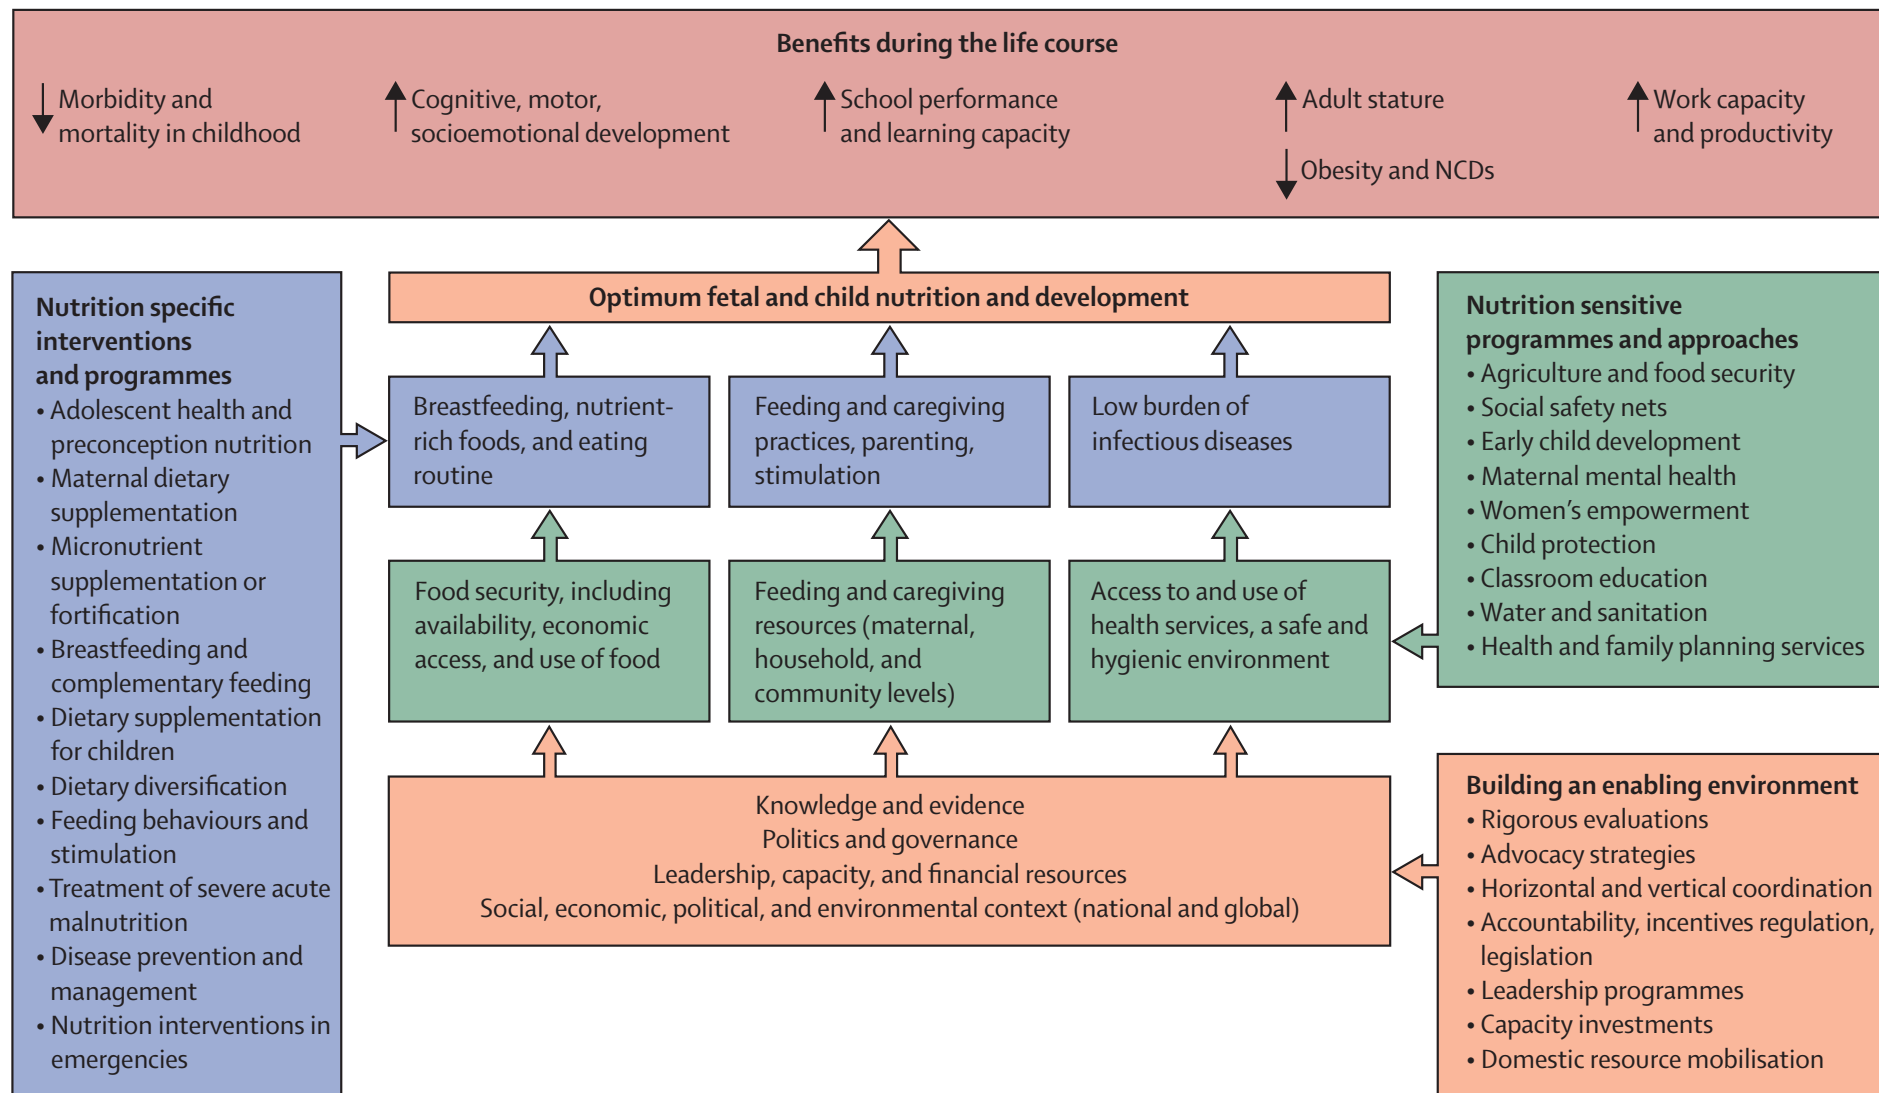 Benefits during the life course
Morbidity and
mortality in childhood
Cognitive, motor,
socioemotional development
School performance
and learning capacity
Adult stature
Obesity and NCDs
Work capacity
and productivity
Nutrition specific
interventions
and programmes
• Adolescent health and
preconception nutrition
• Maternal dietary
supplementation
• Micronutrient
supplementation or
fortification
• Breastfeeding and
complementary feeding
• Dietary supplementation
for children
• Dietary diversification
• Feeding behaviours and
stimulation
• Treatment of severe acute
malnutrition
• Disease prevention and
management
• Nutrition interventions in
emergencies
Optimum fetal and child nutrition and development
Breastfeeding, nutrient-
rich foods, and eating
routine
Feeding and caregiving
practices, parenting,
stimulation
Low burden of
infectious diseases
Food security, including
availability, economic
access, and use of food
Feeding and caregiving
resources (maternal,
household, and
community levels)
Access to and use of
health services, a safe and
hygienic environment
Knowledge and evidence
Politics and governance
Leadership, capacity, and financial resources
Social, economic, political, and environmental context (national and global)
Nutrition sensitive
programmes and approaches
• Agriculture and food security
• Social safety nets
• Early child development
• Maternal mental health
• Women's empowerment
• Child protection
• Classroom education
• Water and sanitation
• Health and family planning services
Building an enabling environment
• Rigorous evaluations
• Advocacy strategies
• Horizontal and vertical coordination
• Accountability, incentives regulation,
legislation
• Leadership programmes
• Capacity investments
• Domestic resource mobilisation